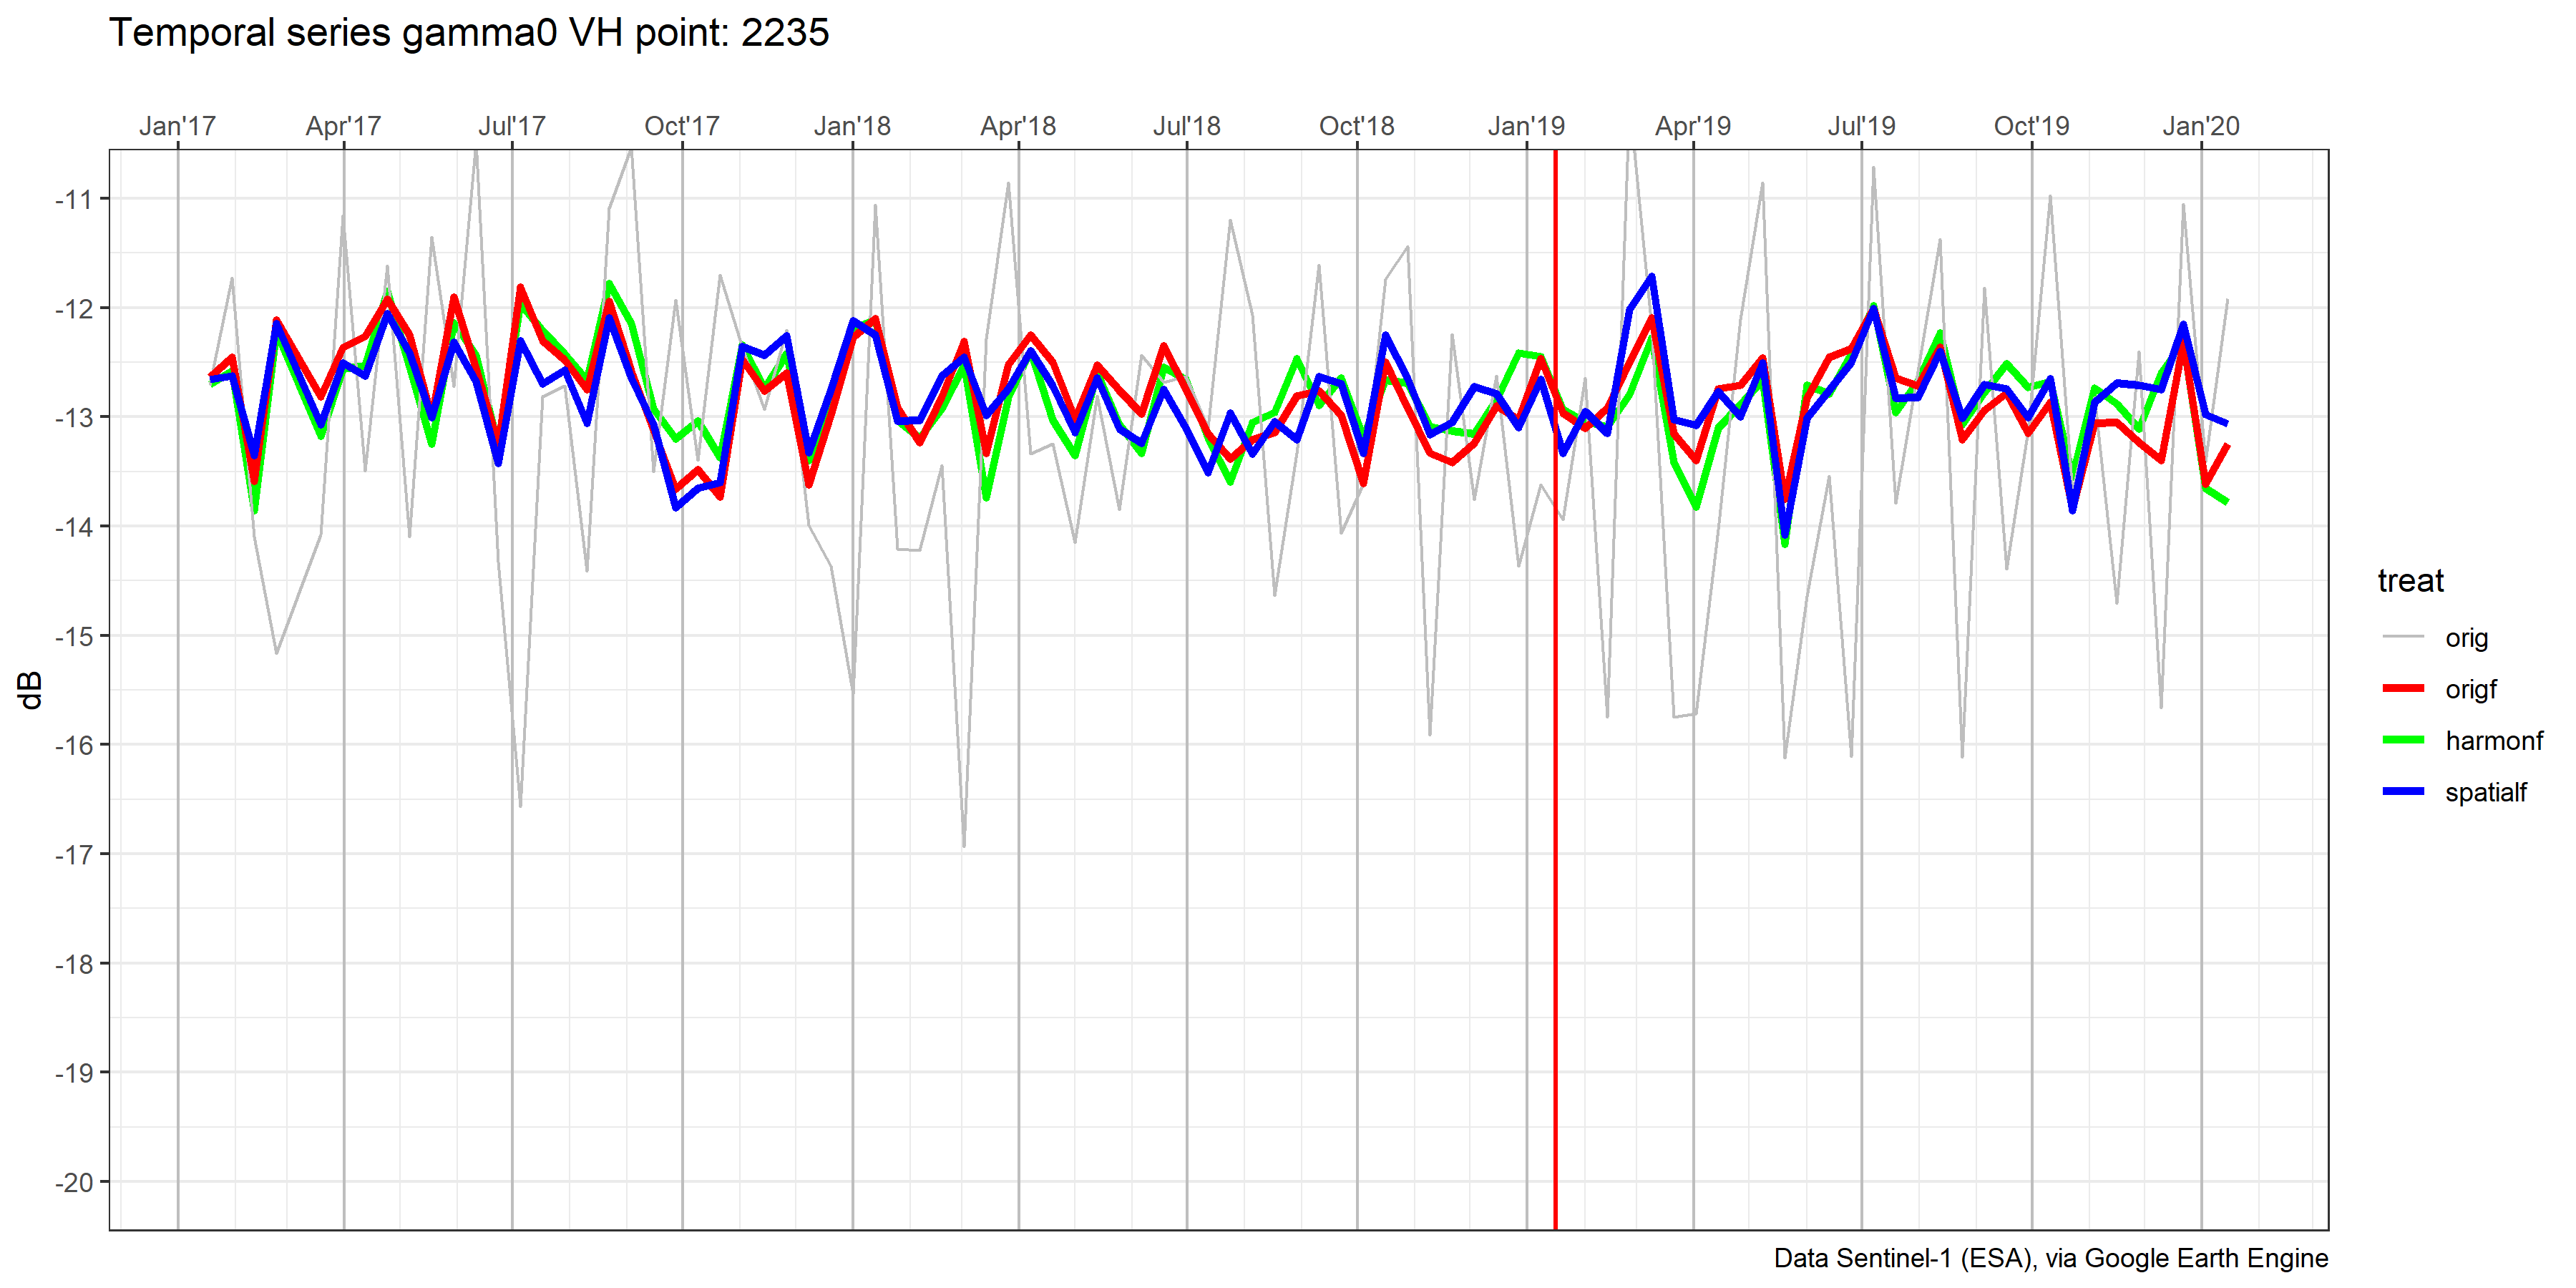 Temporal series gamma0 VH point: 2235
Jan'17 Apr'17 Jul'17 Oct'17 Jan'18 Apr'18 Jul'18 Oct'18 Jan'19 Apr'19 Jul'19 Oct'19 Jan'20
-11
-12
-13
-14
-15
-16
-17
-18
-19
-20
dB
treat
orig
origf
harmonf
spatialf
Data Sentinel-1 (ESA), via Google Earth Engine